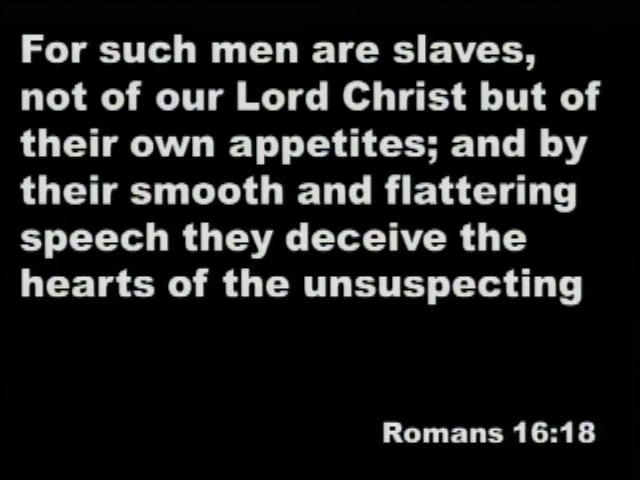 For such men are slaves,
not of our Lord Christ but of
their own appetites; and by
their smooth and flattering
speech they deceive the
hearts of the unsuspecting
Romans 16:18